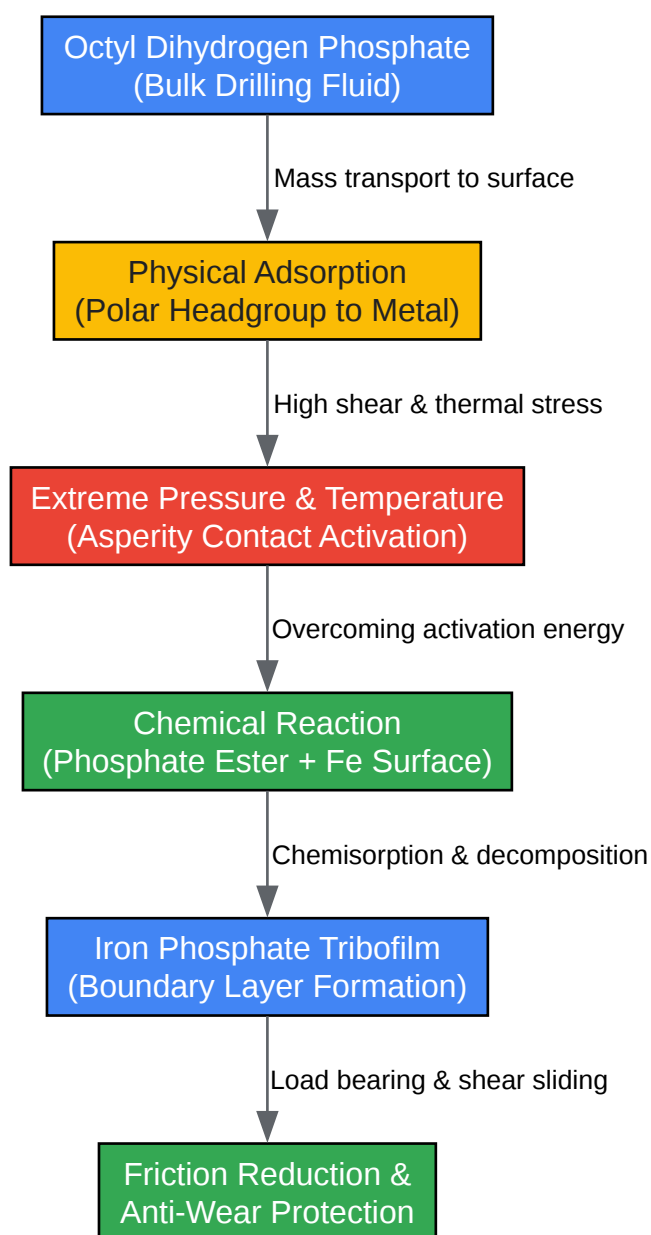 Octyl Dihydrogen Phosphate
(Bulk Drilling Fluid)
Mass transport to surface
Physical Adsorption
(Polar Headgroup to Metal)
High shear & thermal stress
Extreme Pressure & Temperature
(Asperity Contact Activation)
Overcoming activation energy
Chemical Reaction
(Phosphate Ester + Fe Surface)
Chemisorption & decomposition
Iron Phosphate Tribofilm
(Boundary Layer Formation)
Load bearing & shear sliding
Friction Reduction &
Anti-Wear Protection